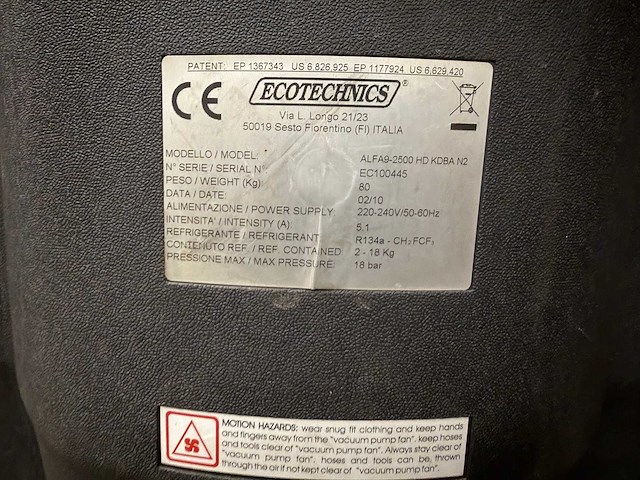 PATENT: EP 1367343 US 6,826,925 EP 1177924 US 6,629,420
CE
ECOTECHNICS®
Via L. Longo 21/23
50019 Sesto Fiorentino (FI) ITALIA
MODELLO / MODEL: ALFA9-2500 HD KDBA N2
N° SERIE / SERIAL N° EC100445
PESO / WEIGHT (Kg): 80
DATA / DATE: 02/10
ALIMENTAZIONE / POWER SUPPLY: 220-240V/50-60Hz
INTENSITA' / INTENSITY (A): 5,1
REFRIGERANTE / REFRIGERANT R134a - CH₂FCF₃
CONTENUTO REF. / REF. CONTAINED 2 - 18 Kg
PRESSIONE MAX / MAX PRESSURE: 18 bar
MOTION HAZARDS: wear snug fit clothing and keep hands
and fingers away from the "vacuum pump fan". keep hoses
and tools clear of "vacuum pump fan". Always stay clear of
"vacuum pump fan". hoses and tools can be thrown
through the air if not kept clear of "vacuum pump fan".